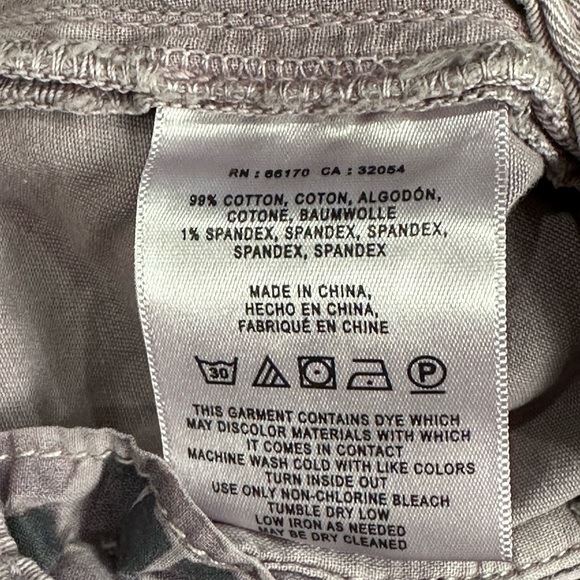 RN : 66170 CA : 32054
99% COTTON, COTON, ALGODÓN,
COTONE, BAUMWOLLE
1% SPANDEX, SPANDEX, SPANDEX,
SPANDEX, SPANDEX
MADE IN CHINA,
HECHO EN CHINA,
FABRIQUÉ EN CHINE
30 P
THIS GARMENT CONTAINS DYE WHICH
MAY DISCOLOR MATERIALS WITH WHICH
IT COMES IN CONTACT
MACHINE WASH COLD WITH LIKE COLORS
TURN INSIDE OUT
USE ONLY NON-CHLORINE BLEACH
TUMBLE DRY LOW
LOW IRON AS NEEDED
MAY BE DRY CLEANED